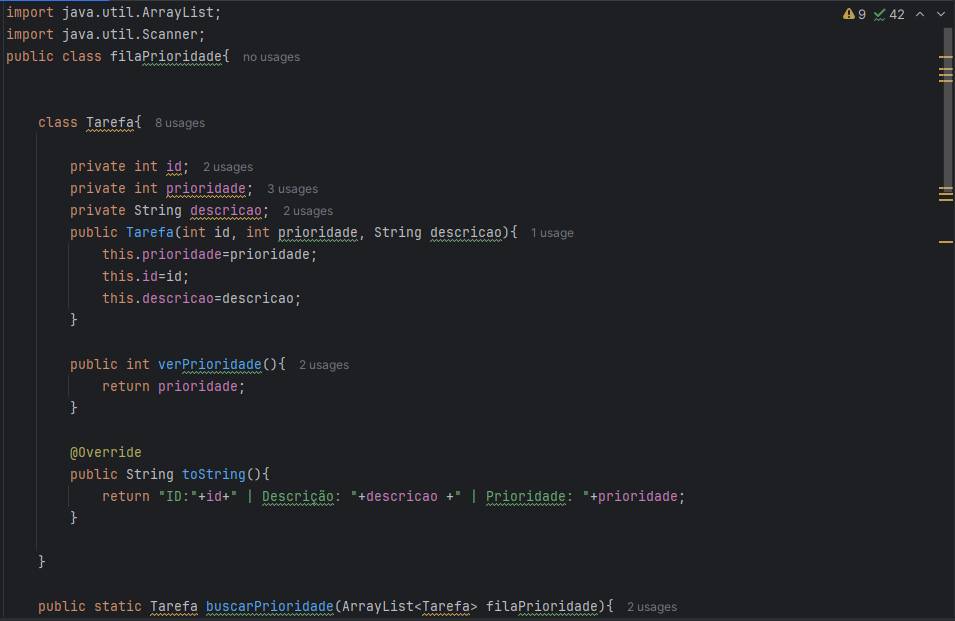 import java.util.ArrayList;
import java.util.Scanner;
public class filaPrioridade{ no usages
class Tarefa{ 8 usages
private int id; 2 usages
private int prioridade; 3 usages
private String descricao; 2 usages
public Tarefa(int id, int prioridade, String descricao){ 1 usage
this.prioridade=prioridade;
this.id=id;
this.descricao=descricao;
}
public int verPrioridade(){ 2 usages
return prioridade;
}
@Override
public String toString(){
return "ID:"+id+" | Descrição: "+descricao +" | Prioridade: "+prioridade;
}
}
public static Tarefa buscarPrioridade(ArrayList<Tarefa> filaPrioridade){ 2 usages
9 42